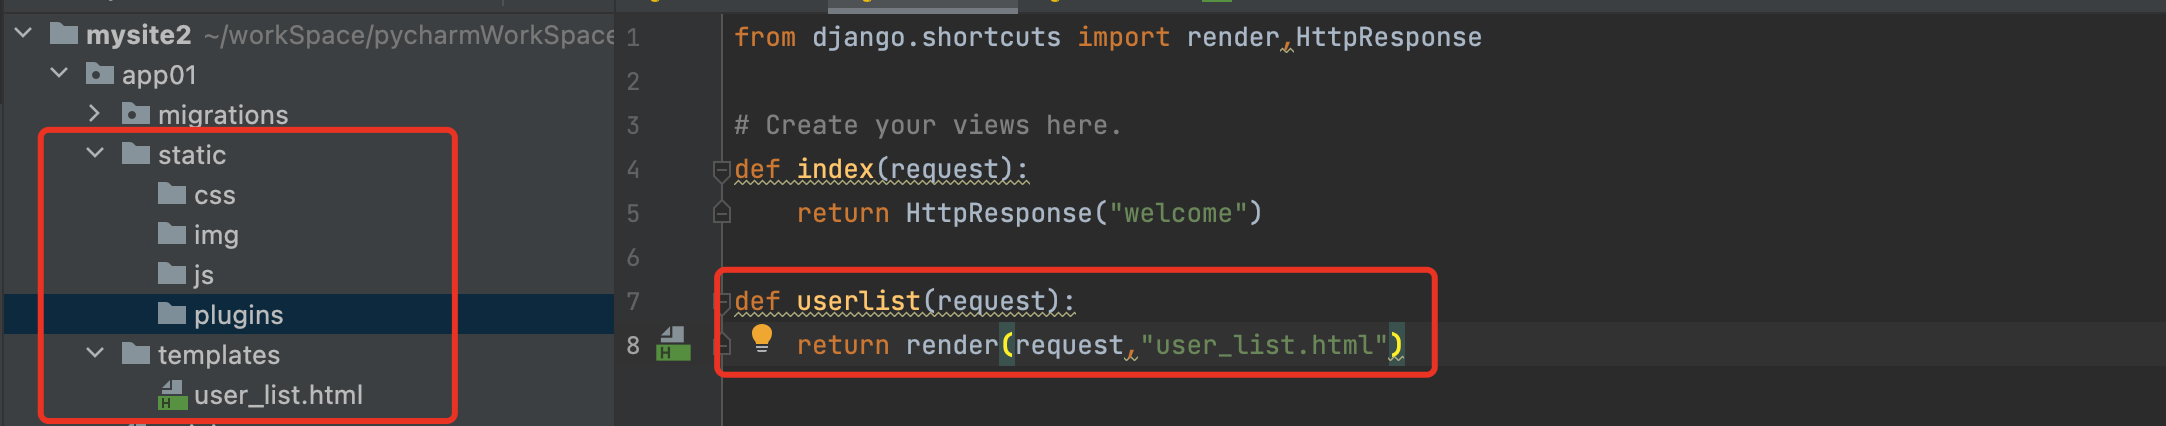 mysite2 ~/workSpace/pycharmWorkSpace
app01
migrations
static
css
img
js
plugins
templates
H user_list.html
1 from django.shortcuts import render,HttpResponse
2
3 # Create your views here.
4 def index(request):
5 return HttpResponse("welcome")
6
7 def userlist(request):
8 H return render(request,"user_list.html")